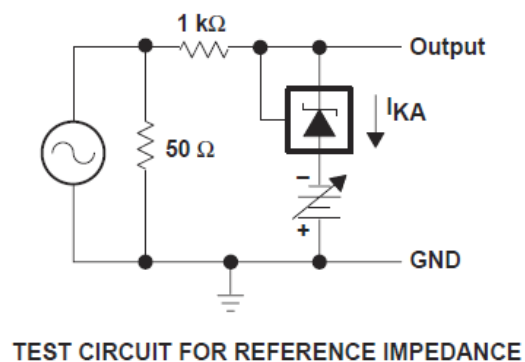 1 kΩ
Output
IKA
50 Ω
−
+
GND
TEST CIRCUIT FOR REFERENCE IMPEDANCE